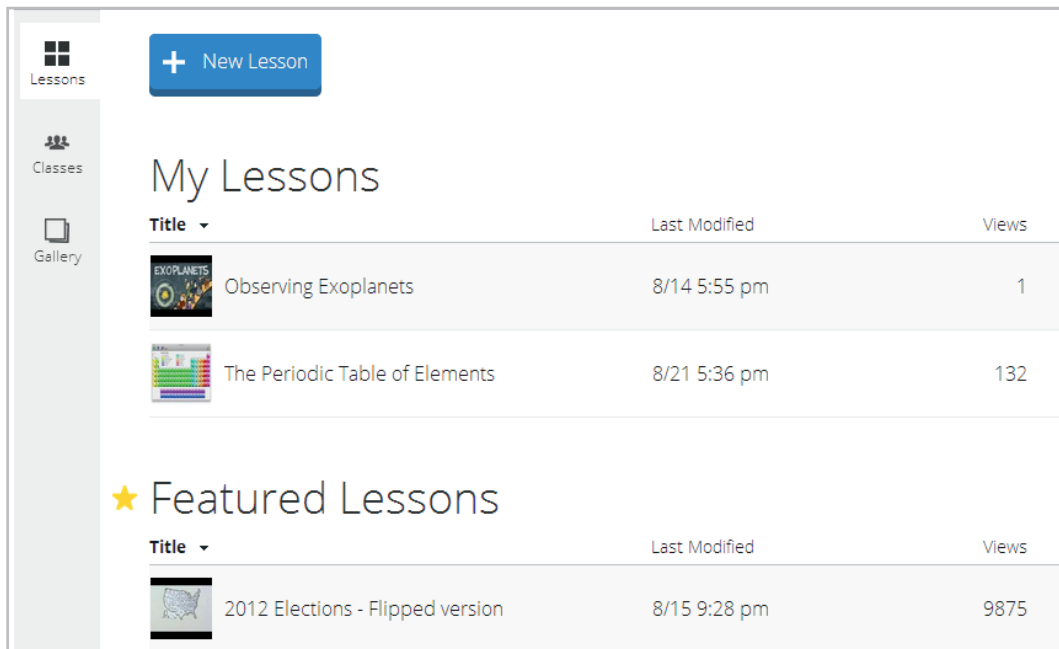 Lessons
Classes
Gallery
New Lesson
My Lessons
Title Last Modified Views
EXOPLANETS
Observing Exoplanets 8/14 5:55 pm 1
The Periodic Table of Elements 8/21 5:36 pm 132
Featured Lessons
Title Last Modified Views
2012 Elections - Flipped version 8/15 9:28 pm 9875